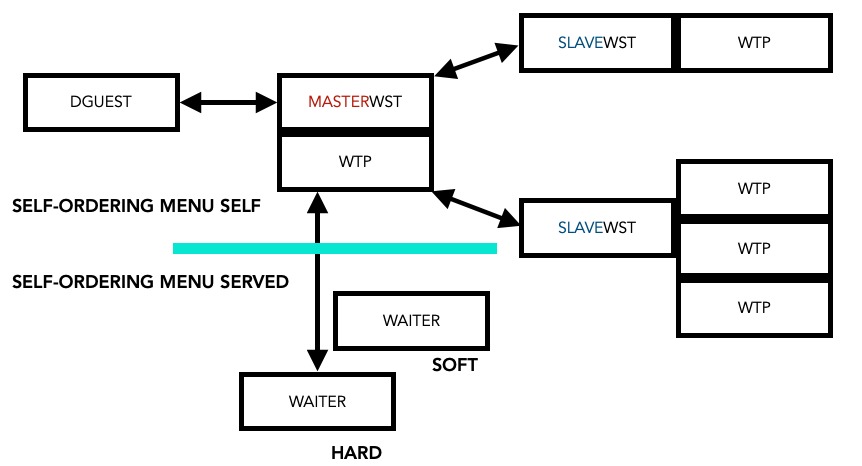 SLAVEWST
WTP
DGUEST
MASTERWST
WTP
WTP
SELF-ORDERING MENU SELF
SLAVEWST
WTP
SELF-ORDERING MENU SERVED
WTP
WAITER
SOFT
WAITER
HARD